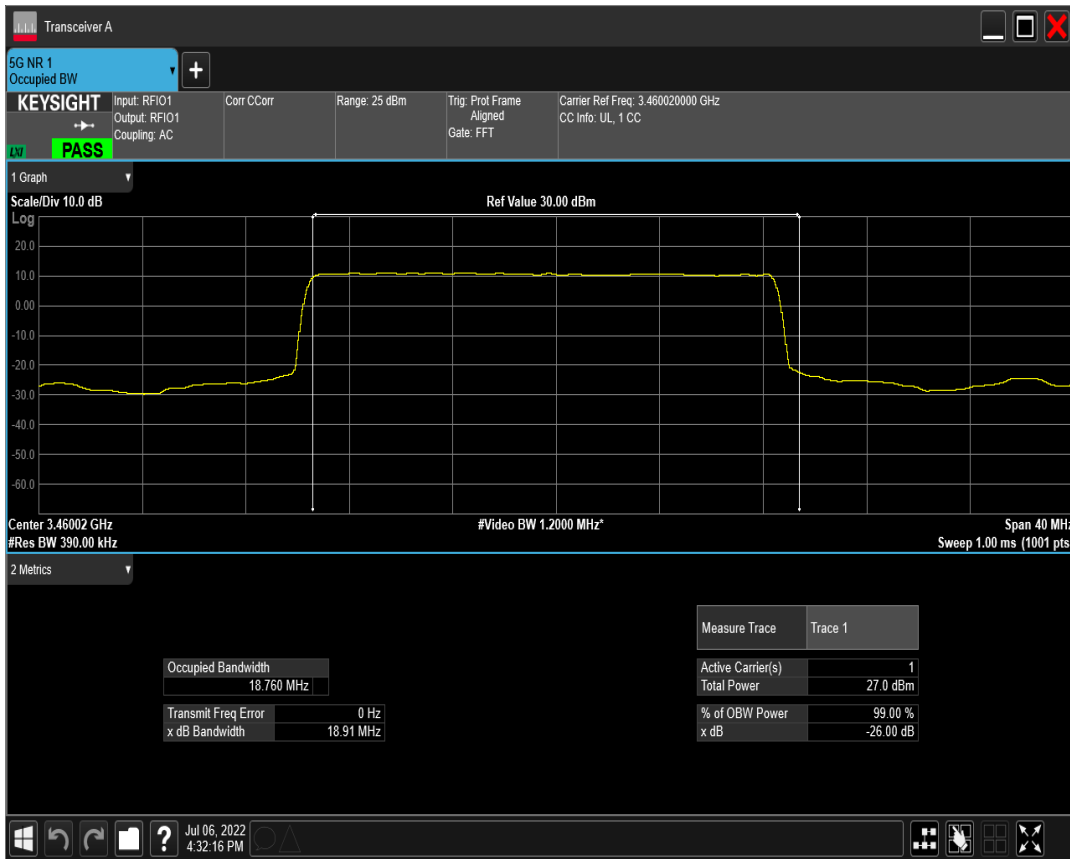 Transceiver A
5G NR 1
Occupied BW
KEYSIGHT
LXI
PASS
Input: RFIO1
Output: RFIO1
Coupling: AC
Corr CCorr
Range: 25 dBm
Trig: Prot Frame
Aligned
Gate: FFT
Carrier Ref Freq: 3.460020000 GHz
CC Info: UL, 1 CC
1 Graph
Scale/Div 10.0 dB
Ref Value 30.00 dBm
Log
20.0
10.0
0.00
-10.0
-20.0
-30.0
-40.0
-50.0
-60.0
Center 3.46002 GHz
#Video BW 1.2000 MHz*
Span 40 MHz
#Res BW 390.00 kHz
Sweep 1.00 ms (1001 pts
2 Metrics
Measure Trace Trace 1
Occupied Bandwidth
18.760 MHz
Active Carrier(s) 1
Total Power 27.0 dBm
Transmit Freq Error 0 Hz
x dB Bandwidth 18.91 MHz
% of OBW Power 99.00 %
x dB -26.00 dB
Jul 06, 2022
4:32:16 PM